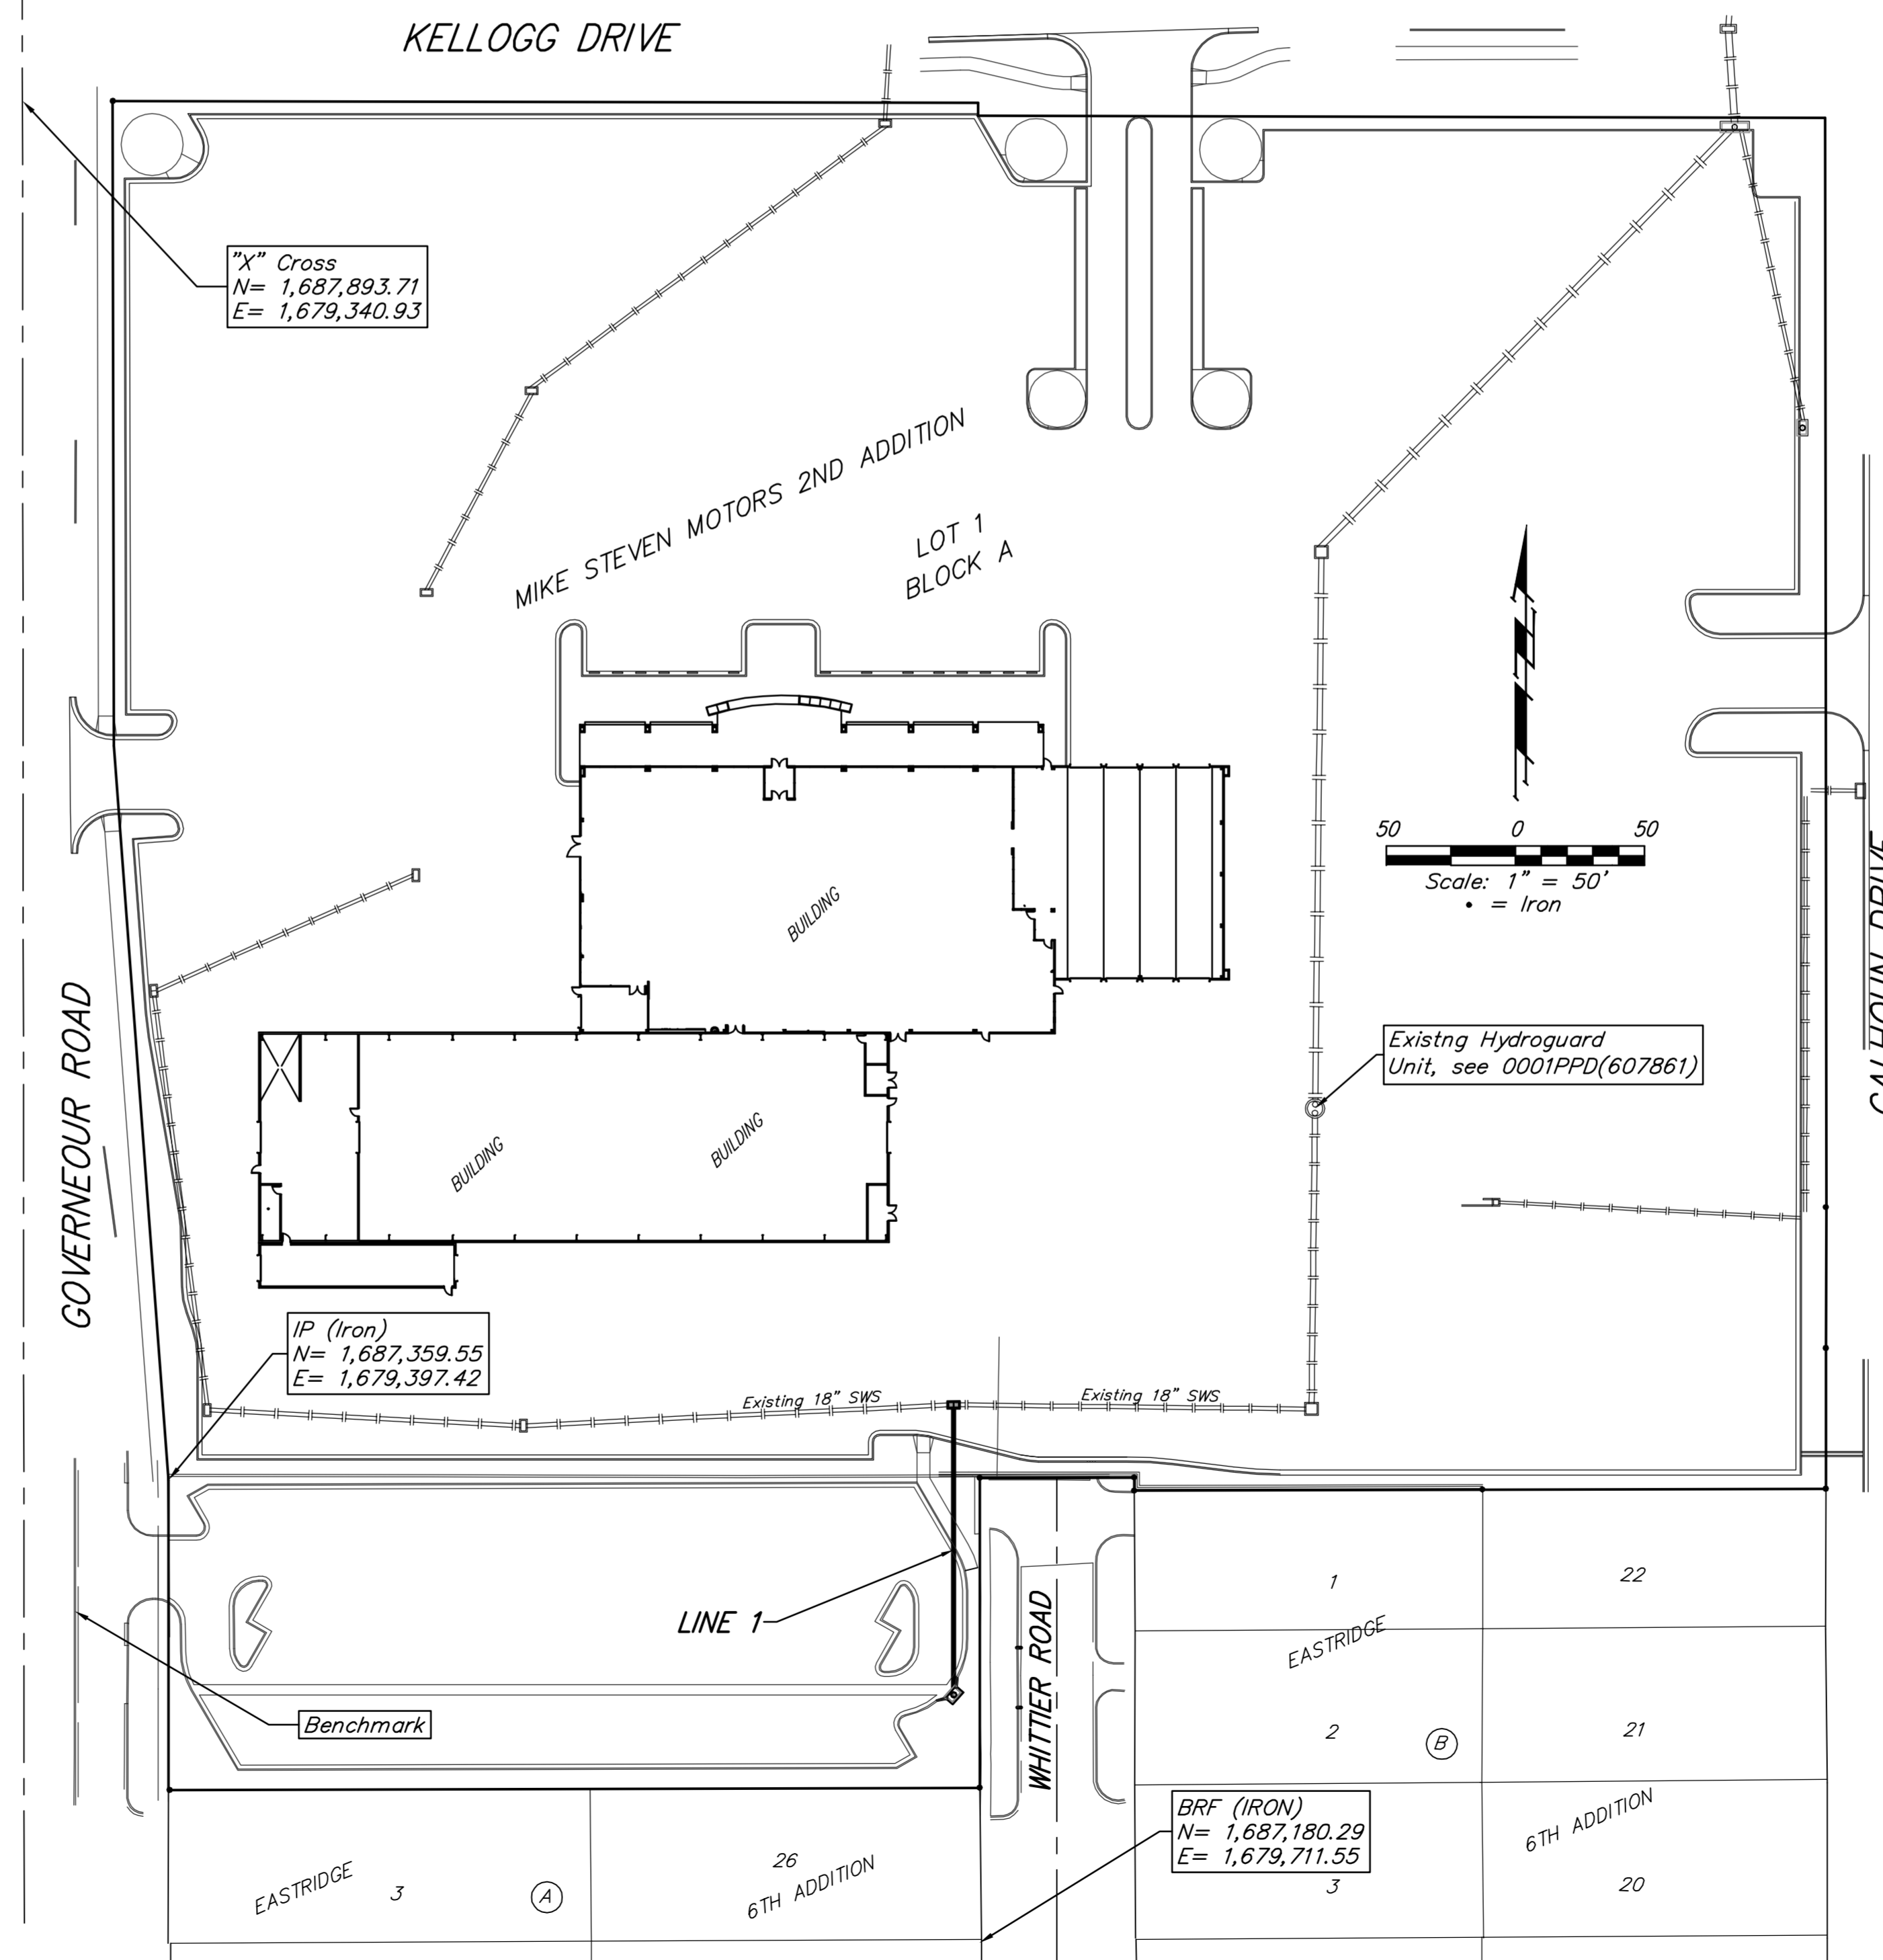 KELLOGG DRIVE
"X" Cross
N= 1,687,893.71
E= 1,679,340.93
MIKE STEVEN MOTORS 2ND ADDITION
LOT 1
BLOCK A
50 0 50
Scale: 1" = 50'
• = Iron
BUILDING
GOVERNEOUR ROAD
CALHOUN DRIVE
Existng Hydroguard
Unit, see 0001PPD(607861)
BUILDING
BUILDING
IP (Iron)
N= 1,687,359.55
E= 1,679,397.42
Existing 18" SWS
Existing 18" SWS
LINE 1
WHITTIER ROAD
1
22
EASTRIDGE
Benchmark
2
B
21
BRF (IRON)
N= 1,687,180.29
E= 1,679,711.55
6TH ADDITION
EASTRIDGE
3
A
26
6TH ADDITION
3
20